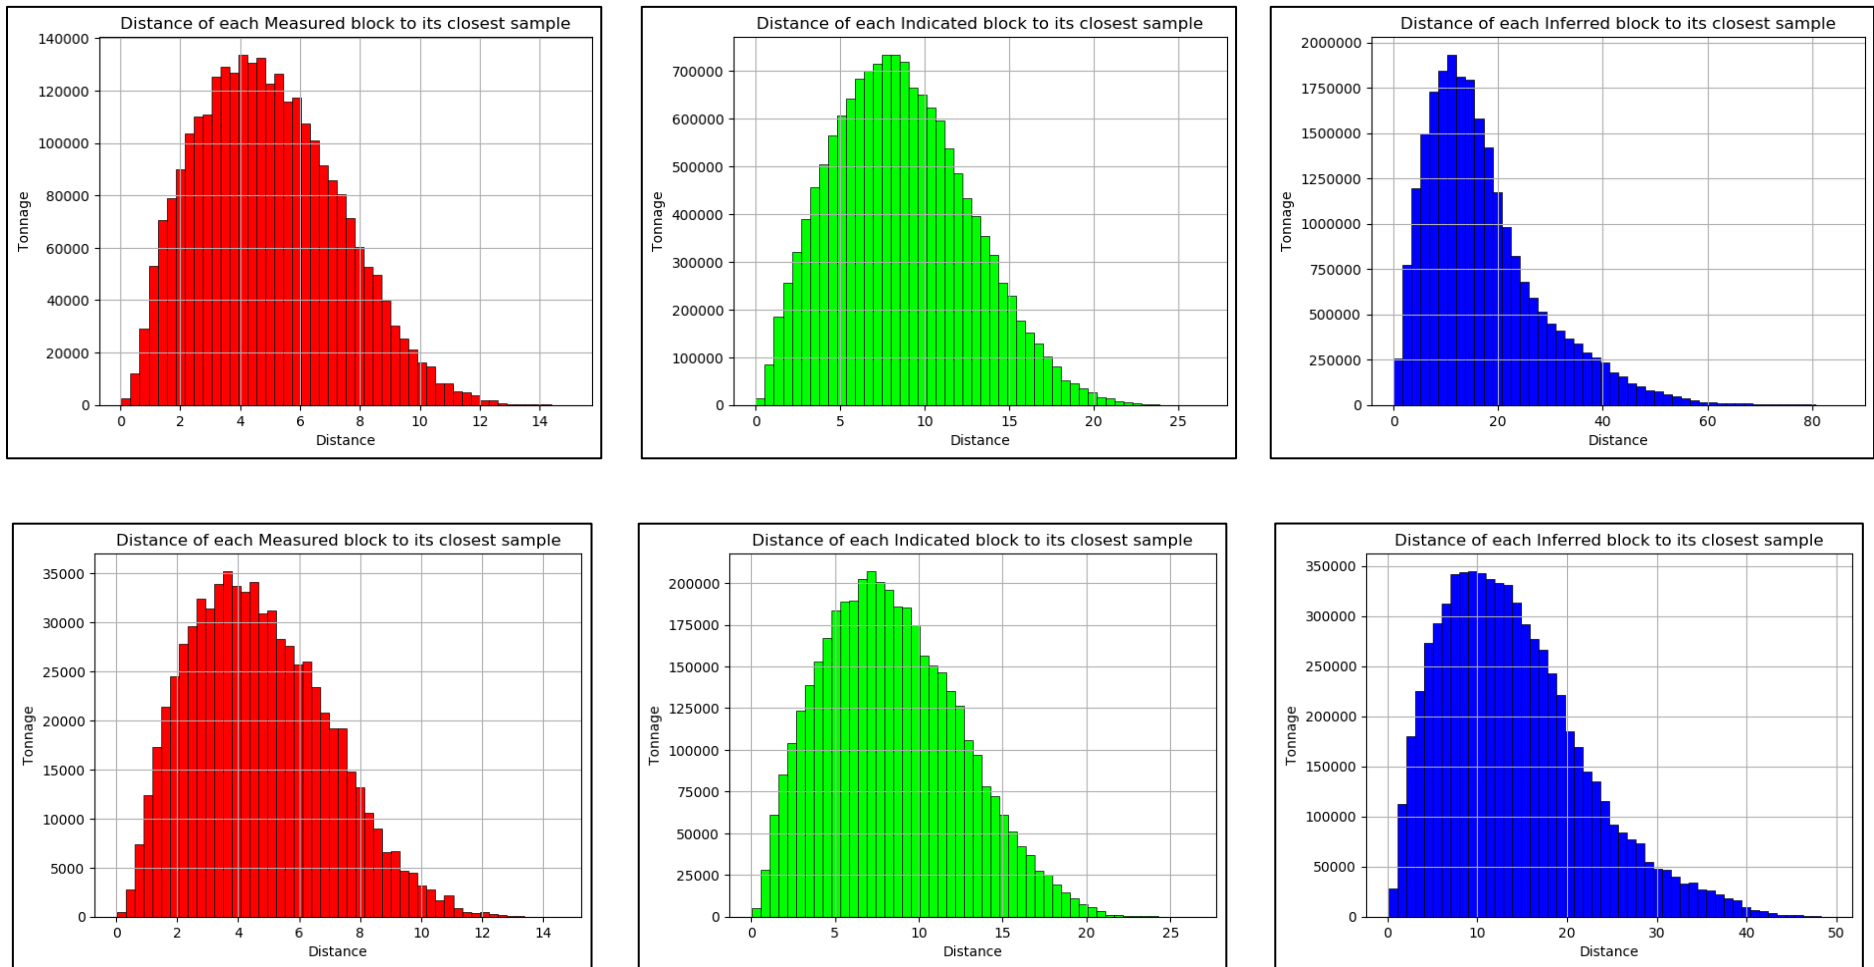 Distance of each Measured block to its closest sample
140000
120000
100000
80000
60000
40000
20000
0
Tonnage
0 2 4 6 8 10 12 14
Distance
Distance of each Indicated block to its closest sample
700000
600000
500000
400000
300000
200000
100000
0
Tonnage
0 5 10 15 20 25
Distance
Distance of each Inferred block to its closest sample
2000000
1750000
1500000
1250000
1000000
750000
500000
250000
0
Tonnage
0 20 40 60 80
Distance
Distance of each Measured block to its closest sample
35000
30000
25000
20000
15000
10000
5000
0
Tonnage
0 2 4 6 8 10 12 14
Distance
Distance of each Indicated block to its closest sample
200000
175000
150000
125000
100000
75000
50000
25000
0
Tonnage
0 5 10 15 20 25
Distance
Distance of each Inferred block to its closest sample
350000
300000
250000
200000
150000
100000
50000
0
Tonnage
0 10 20 30 40 50
Distance